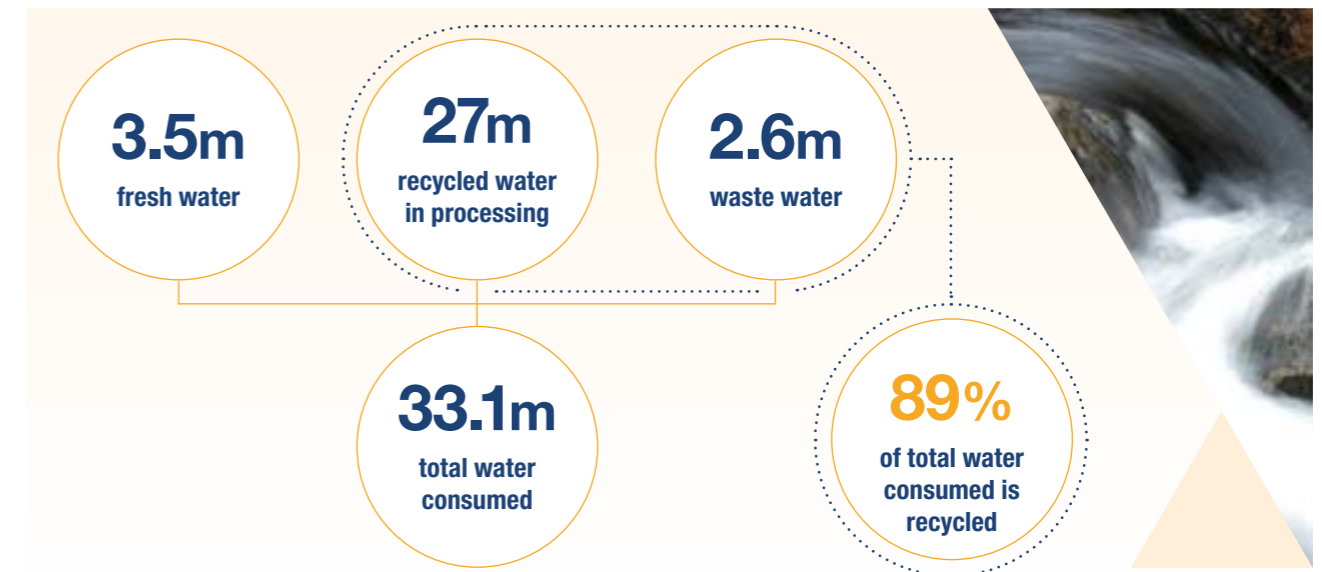 3.5m
fresh water
27m
recycled water
in processing
2.6m
waste water
33.1m
total water
consumed
89%
of total water
consumed is
recycled